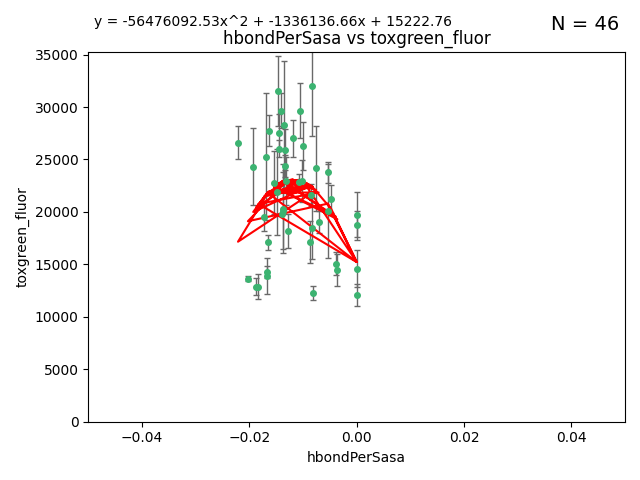 y = -56476092.53x^2 + -1336136.66x + 15222.76
N = 46
hbondPerSasa vs toxgreen_fluor
35000
30000
25000
20000
15000
10000
5000
0
toxgreen_fluor
−0.04
−0.02
0.00
0.02
0.04
hbondPerSasa